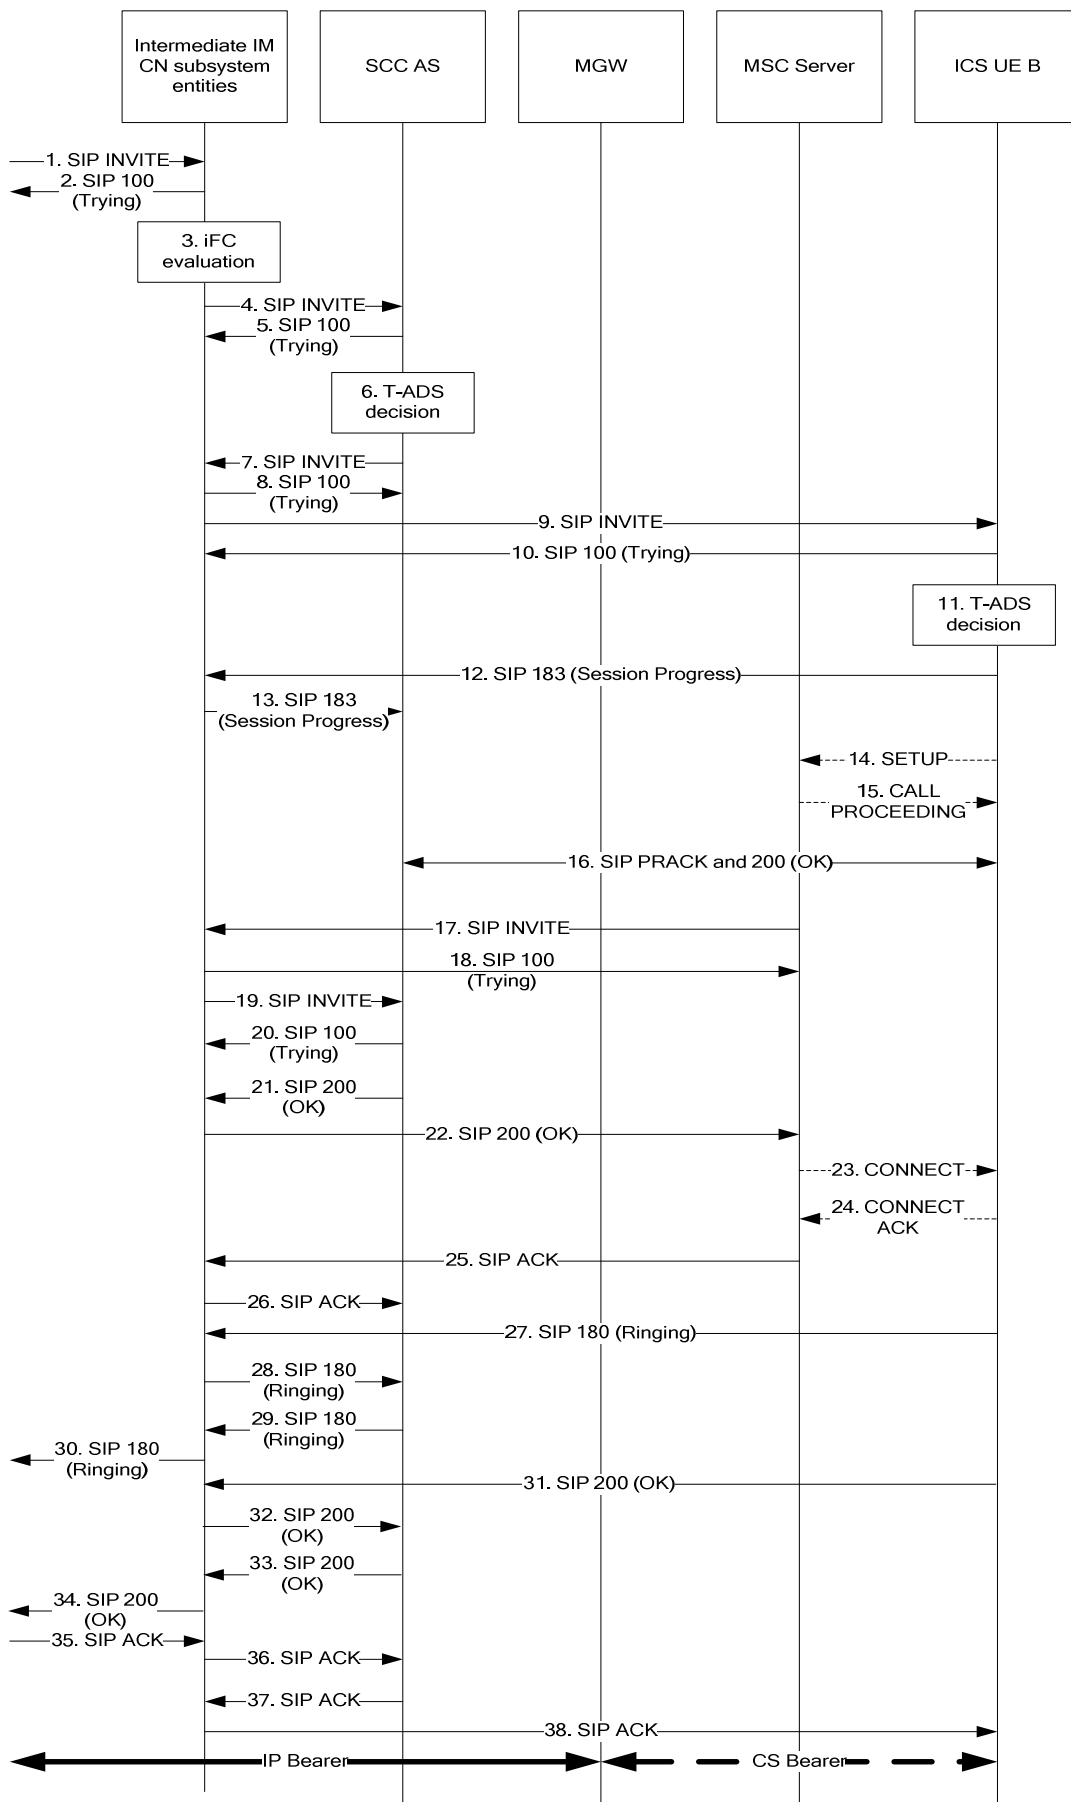 Intermediate IM
CN subsystem
entities
SCC AS
MGW
MSC Server
ICS UE B
1. SIP INVITE
2. SIP 100
(Trying)
3. iFC
evaluation
4. SIP INVITE
5. SIP 100
(Trying)
6. T-ADS
decision
7. SIP INVITE
8. SIP 100
(Trying)
9. SIP INVITE
10. SIP 100 (Trying)
11. T-ADS
decision
12. SIP 183 (Session Progress)
13. SIP 183
(Session Progress)
14. SETUP
15. CALL
PROCEEDING
16. SIP PRACK and 200 (OK)
17. SIP INVITE
18. SIP 100
(Trying)
19. SIP INVITE
20. SIP 100
(Trying)
21. SIP 200
(OK)
22. SIP 200 (OK)
23. CONNECT
24. CONNECT
ACK
25. SIP ACK
26. SIP ACK
27. SIP 180 (Ringing)
28. SIP 180
(Ringing)
29. SIP 180
(Ringing)
30. SIP 180
(Ringing)
31. SIP 200 (OK)
32. SIP 200
(OK)
33. SIP 200
(OK)
34. SIP 200
(OK)
35. SIP ACK
36. SIP ACK
37. SIP ACK
38. SIP ACK
IP Bearer
CS Bearer